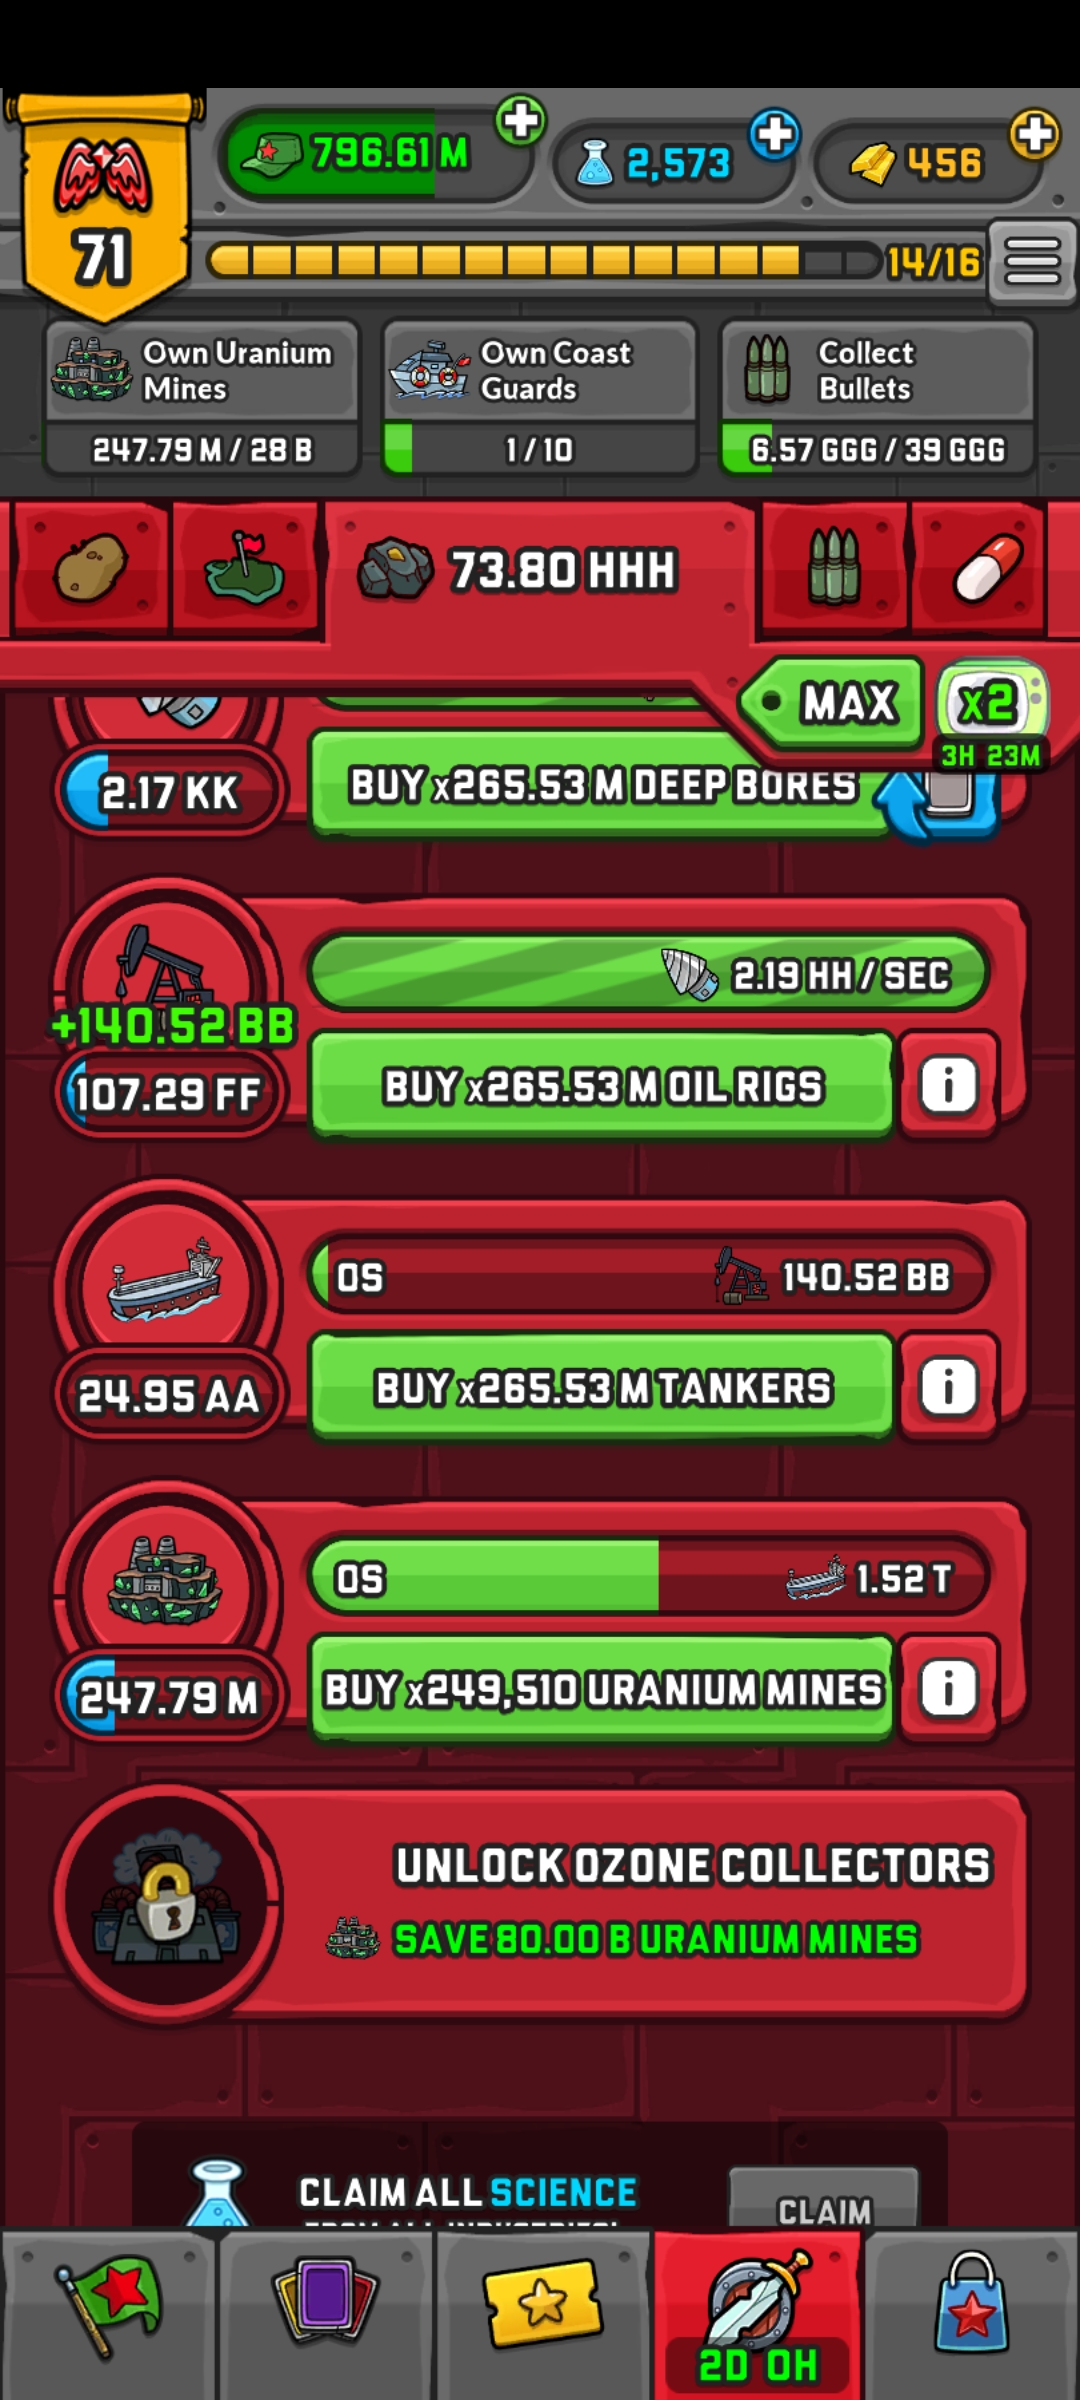 796.61 M
2,573
456
71
14/16
Own Uranium
Mines
247.79 M / 28 B
Own Coast
Guards
1 / 10
Collect
Bullets
6.57 GGG / 39 GGG
73.80 HHH
MAX
x2
3H 23M
2.17 KK
BUY x265.53 M DEEP BORES
2.19 HH / SEC
+140.52 BB
107.29 FF
BUY x265.53 M OIL RIGS
i
0S
140.52 BB
24.95 AA
BUY x265.53 M TANKERS
i
0S
1.52 T
247.79 M
BUY x249,510 URANIUM MINES
i
UNLOCK OZONE COLLECTORS
SAVE 80.00 B URANIUM MINES
CLAIM ALL SCIENCE
FROM ALL INDUSTRIES!
CLAIM
2D 0H